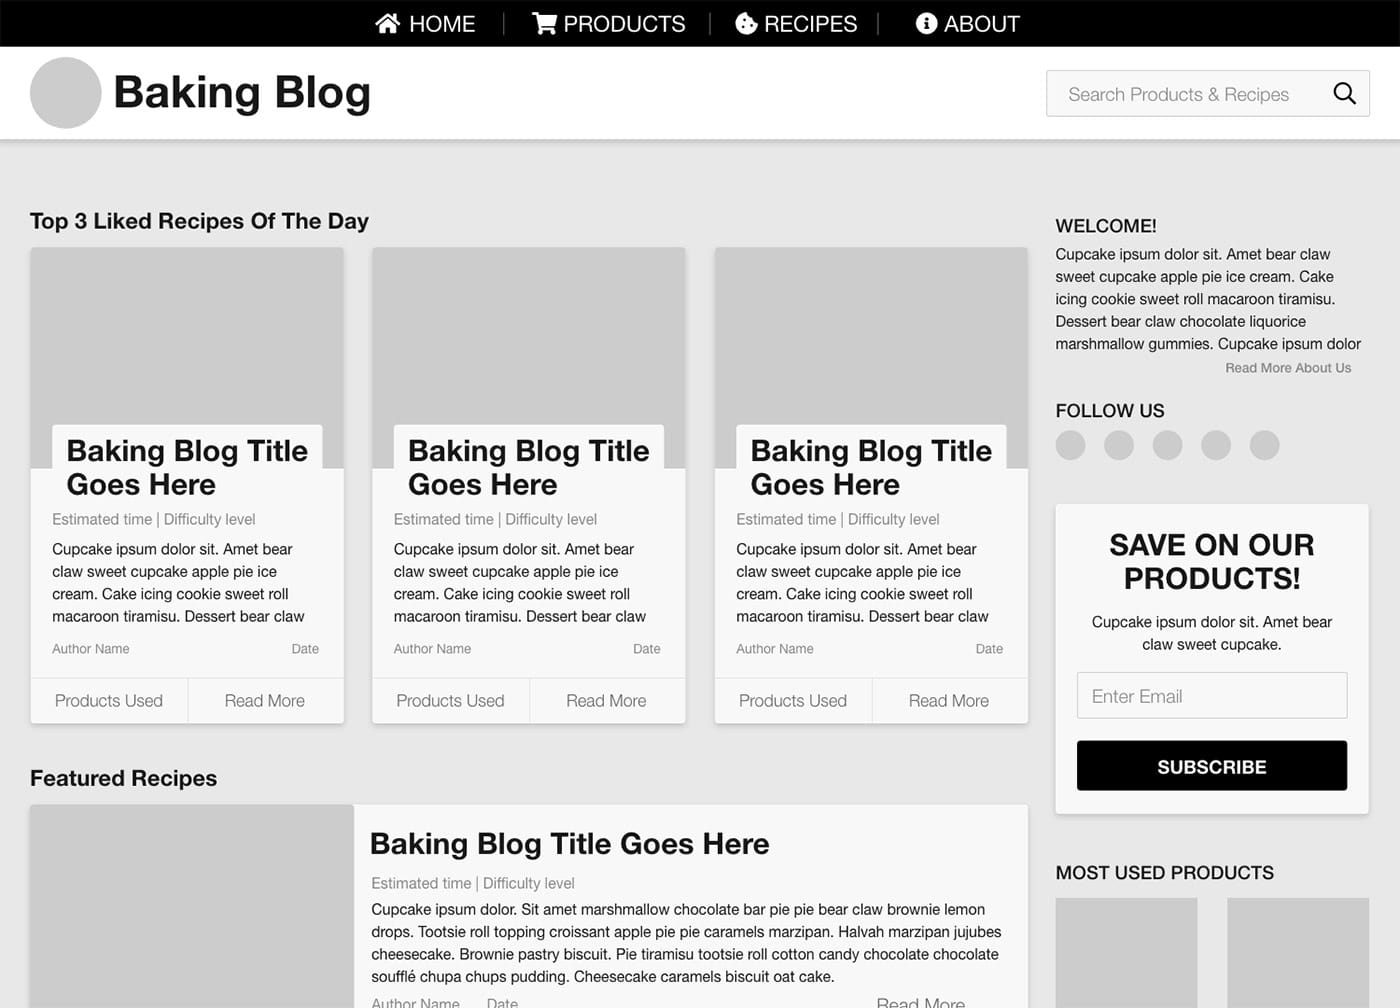 HOME PRODUCTS RECIPES ABOUT
Baking Blog
Search Products & Recipes
Top 3 Liked Recipes Of The Day
Baking Blog Title
Goes Here
Estimated time | Difficulty level
Cupcake ipsum dolor sit. Amet bear
claw sweet cupcake apple pie ice
cream. Cake icing cookie sweet roll
macaroon tiramisu. Dessert bear claw
Author Name Date
Products Used Read More
Baking Blog Title
Goes Here
Estimated time | Difficulty level
Cupcake ipsum dolor sit. Amet bear
claw sweet cupcake apple pie ice
cream. Cake icing cookie sweet roll
macaroon tiramisu. Dessert bear claw
Author Name Date
Products Used Read More
Baking Blog Title
Goes Here
Estimated time | Difficulty level
Cupcake ipsum dolor sit. Amet bear
claw sweet cupcake apple pie ice
cream. Cake icing cookie sweet roll
macaroon tiramisu. Dessert bear claw
Author Name Date
Products Used Read More
Featured Recipes
Baking Blog Title Goes Here
Estimated time | Difficulty level
Cupcake ipsum dolor. Sit amet marshmallow chocolate bar pie pie bear claw brownie lemon
drops. Tootsie roll topping croissant apple pie pie caramels marzipan. Halvah marzipan jujubes
cheesecake. Brownie pastry biscuit. Pie tiramisu tootsie roll cotton candy chocolate chocolate
soufflé chupa chups pudding. Cheesecake caramels biscuit oat cake.
Author Name Date Read More
WELCOME!
Cupcake ipsum dolor sit. Amet bear claw
sweet cupcake apple pie ice cream. Cake
icing cookie sweet roll macaroon tiramisu.
Dessert bear claw chocolate liquorice
marshmallow gummies. Cupcake ipsum dolor
Read More About Us
FOLLOW US
SAVE ON OUR
PRODUCTS!
Cupcake ipsum dolor sit. Amet bear
claw sweet cupcake.
Enter Email
SUBSCRIBE
MOST USED PRODUCTS